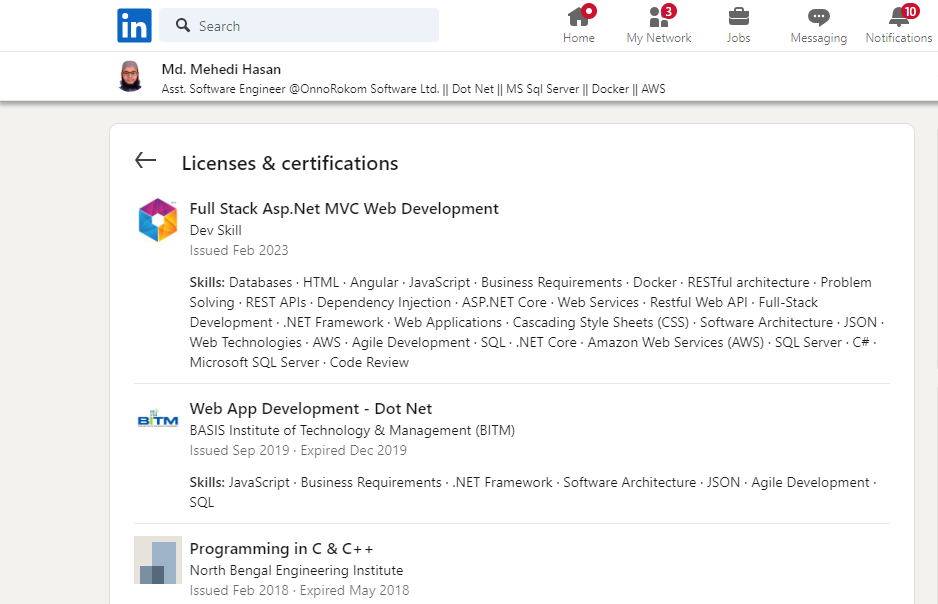 in
Search
3
10
Home
My Network
Jobs
Messaging
Notifications
Md. Mehedi Hasan
Asst. Software Engineer @OnnoRokom Software Ltd. || Dot Net || MS Sql Server || Docker || AWS
Licenses & certifications
Full Stack Asp.Net MVC Web Development
Dev Skill
Issued Feb 2023
Skills: Databases · HTML · Angular · JavaScript · Business Requirements · Docker · RESTful architecture · Problem
Solving · REST APIs · Dependency Injection · ASP.NET Core · Web Services · Restful Web API · Full-Stack
Development · .NET Framework · Web Applications · Cascading Style Sheets (CSS) · Software Architecture · JSON ·
Web Technologies · AWS · Agile Development · SQL · .NET Core · Amazon Web Services (AWS) · SQL Server · C# ·
Microsoft SQL Server · Code Review
BITM
Web App Development - Dot Net
BASIS Institute of Technology & Management (BITM)
Issued Sep 2019 · Expired Dec 2019
Skills: JavaScript · Business Requirements · .NET Framework · Software Architecture · JSON · Agile Development ·
SQL
Programming in C & C++
North Bengal Engineering Institute
Issued Feb 2018 · Expired May 2018